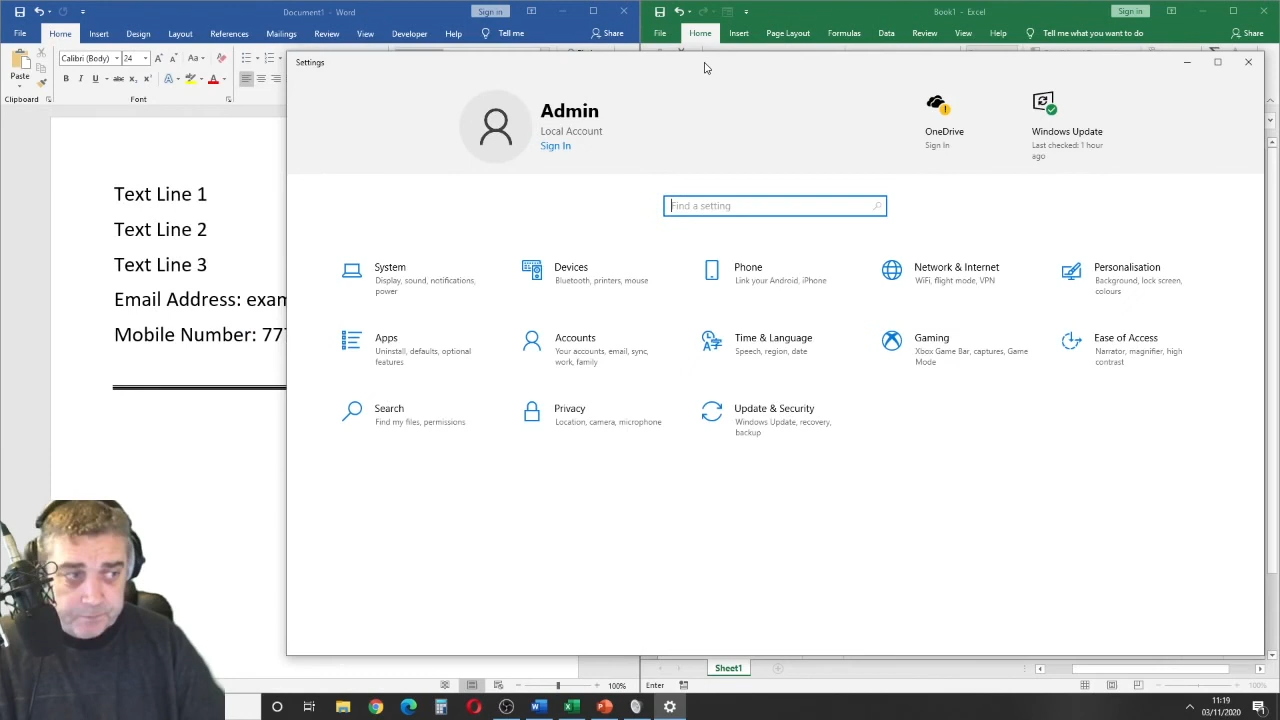 Document1 - Word
Sign in
Book1 - Excel
Sign in
File Home Insert Design Layout References Mailings Review View Developer Help Tell me Share
File Home Insert Page Layout Formulas Data Review View Help Tell me what you want to do Share
Paste
Clipboard
Calibri (Body) 24
Aa
B I U abc x₂ x² A A
Font
Settings
Admin
Local Account
Sign In
OneDrive
Sign In
Windows Update
Last checked: 1 hour
ago
Find a setting
Text Line 1
Text Line 2
Text Line 3
Email Address: exam
Mobile Number: 777
System
Display, sound, notifications,
power
Devices
Bluetooth, printers, mouse
Phone
Link your Android, iPhone
Network & Internet
WiFi, flight mode, VPN
Personalisation
Background, lock screen,
colours
Apps
Uninstall, defaults, optional
features
Accounts
Your accounts, email, sync,
work, family
Time & Language
Speech, region, date
Gaming
Xbox Game Bar, captures, Game
Mode
Ease of Access
Narrator, magnifier, high
contrast
Search
Find my files, permissions
Privacy
Location, camera, microphone
Update & Security
Windows Update, recovery,
backup
Sheet1
100%
Enter
100%
11:19
03/11/2020